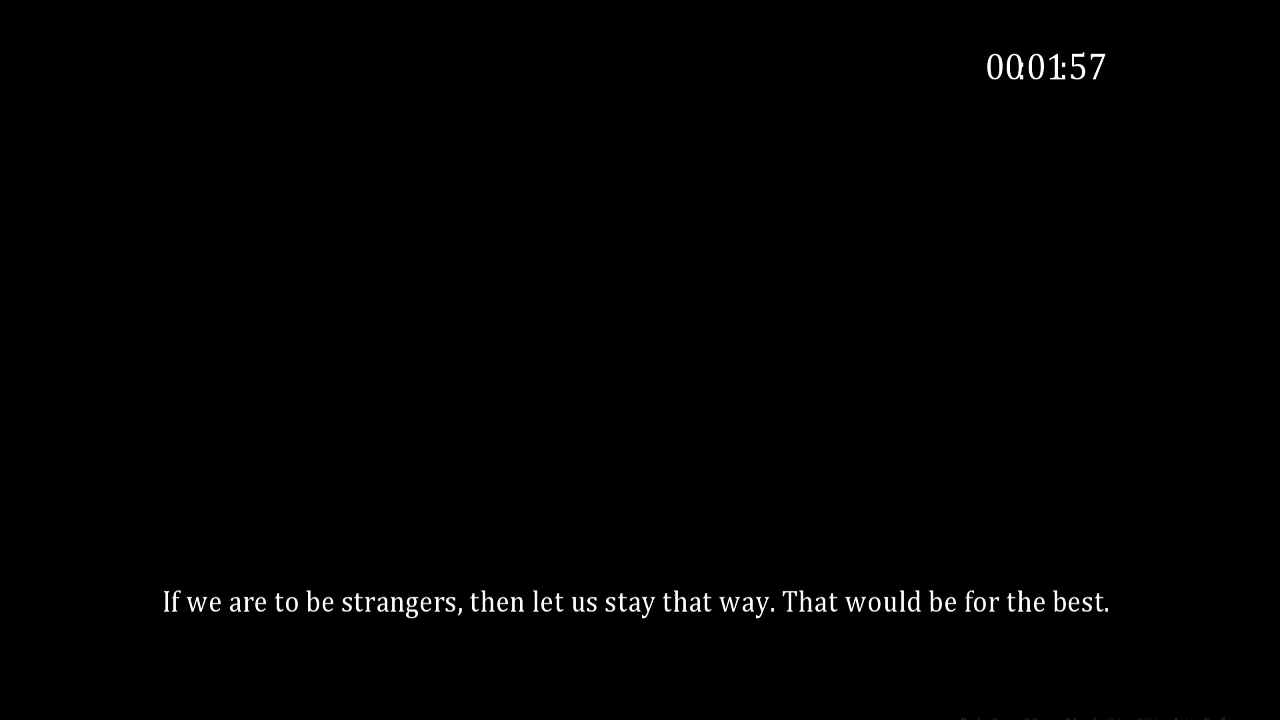 00:01:57
If we are to be strangers, then let us stay that way. That would be for the best.